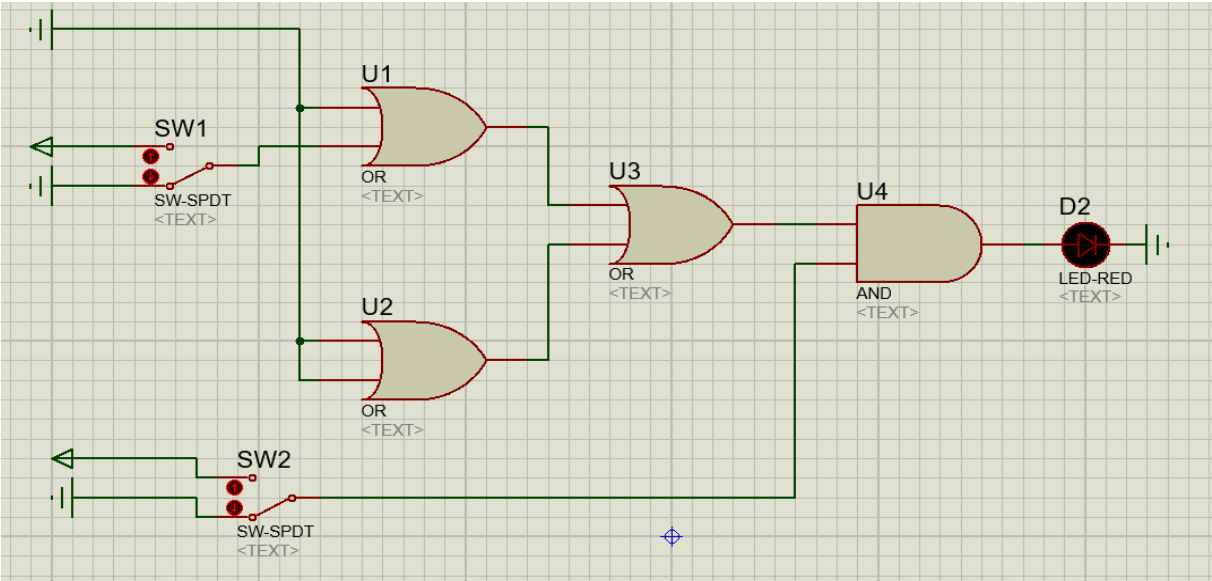 U1
SW1
OR
<TEXT>
SW-SPDT
<TEXT>
U3
OR
<TEXT>
U4
AND
<TEXT>
D2
LED-RED
<TEXT>
U2
OR
<TEXT>
SW2
SW-SPDT
<TEXT>